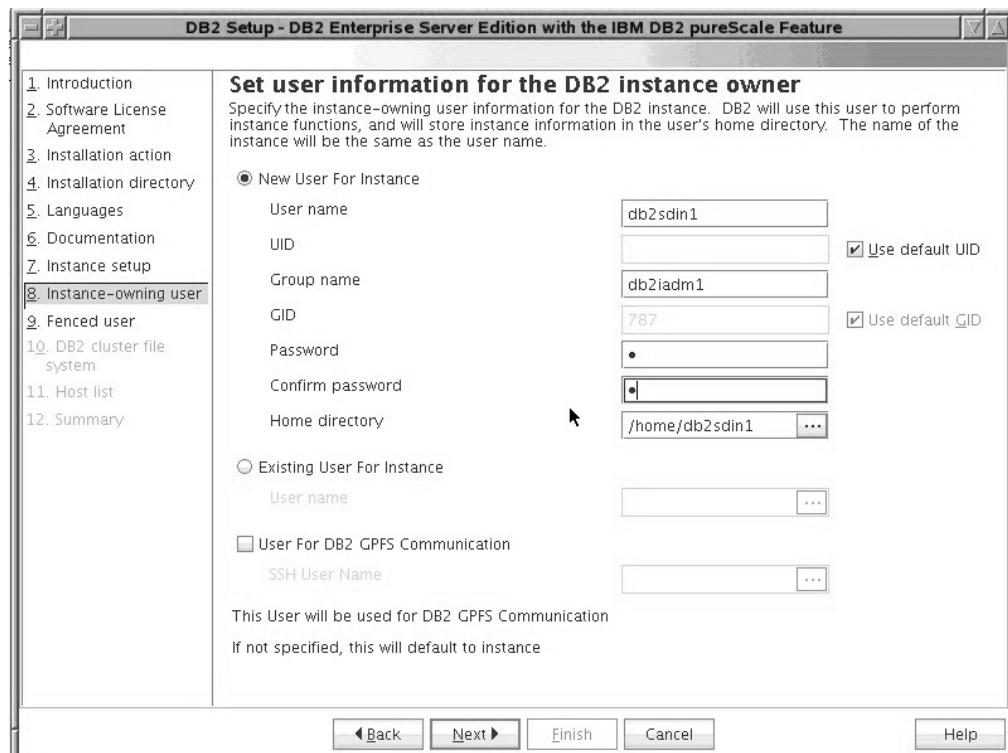 DB2 Setup - DB2 Enterprise Server Edition with the IBM DB2 pureScale Feature
1. Introduction
2. Software License
Agreement
3. Installation action
4. Installation directory
5. Languages
6. Documentation
7. Instance setup
8. Instance-owning user
9. Fenced user
10. DB2 cluster file
system
11. Host list
12. Summary
Set user information for the DB2 instance owner
Specify the instance-owning user information for the DB2 instance. DB2 will use this user to perform
instance functions, and will store instance information in the user's home directory. The name of the
instance will be the same as the user name.
New User For Instance
User name db2sdin1
UID Use default UID
Group name db2iadm1
GID 787 Use default GID
Password •
Confirm password •
Home directory /home/db2sdin1 ...
Existing User For Instance
User name ...
User For DB2 GPFS Communication
SSH User Name ...
This User will be used for DB2 GPFS Communication
If not specified, this will default to instance
Back Next Finish Cancel Help